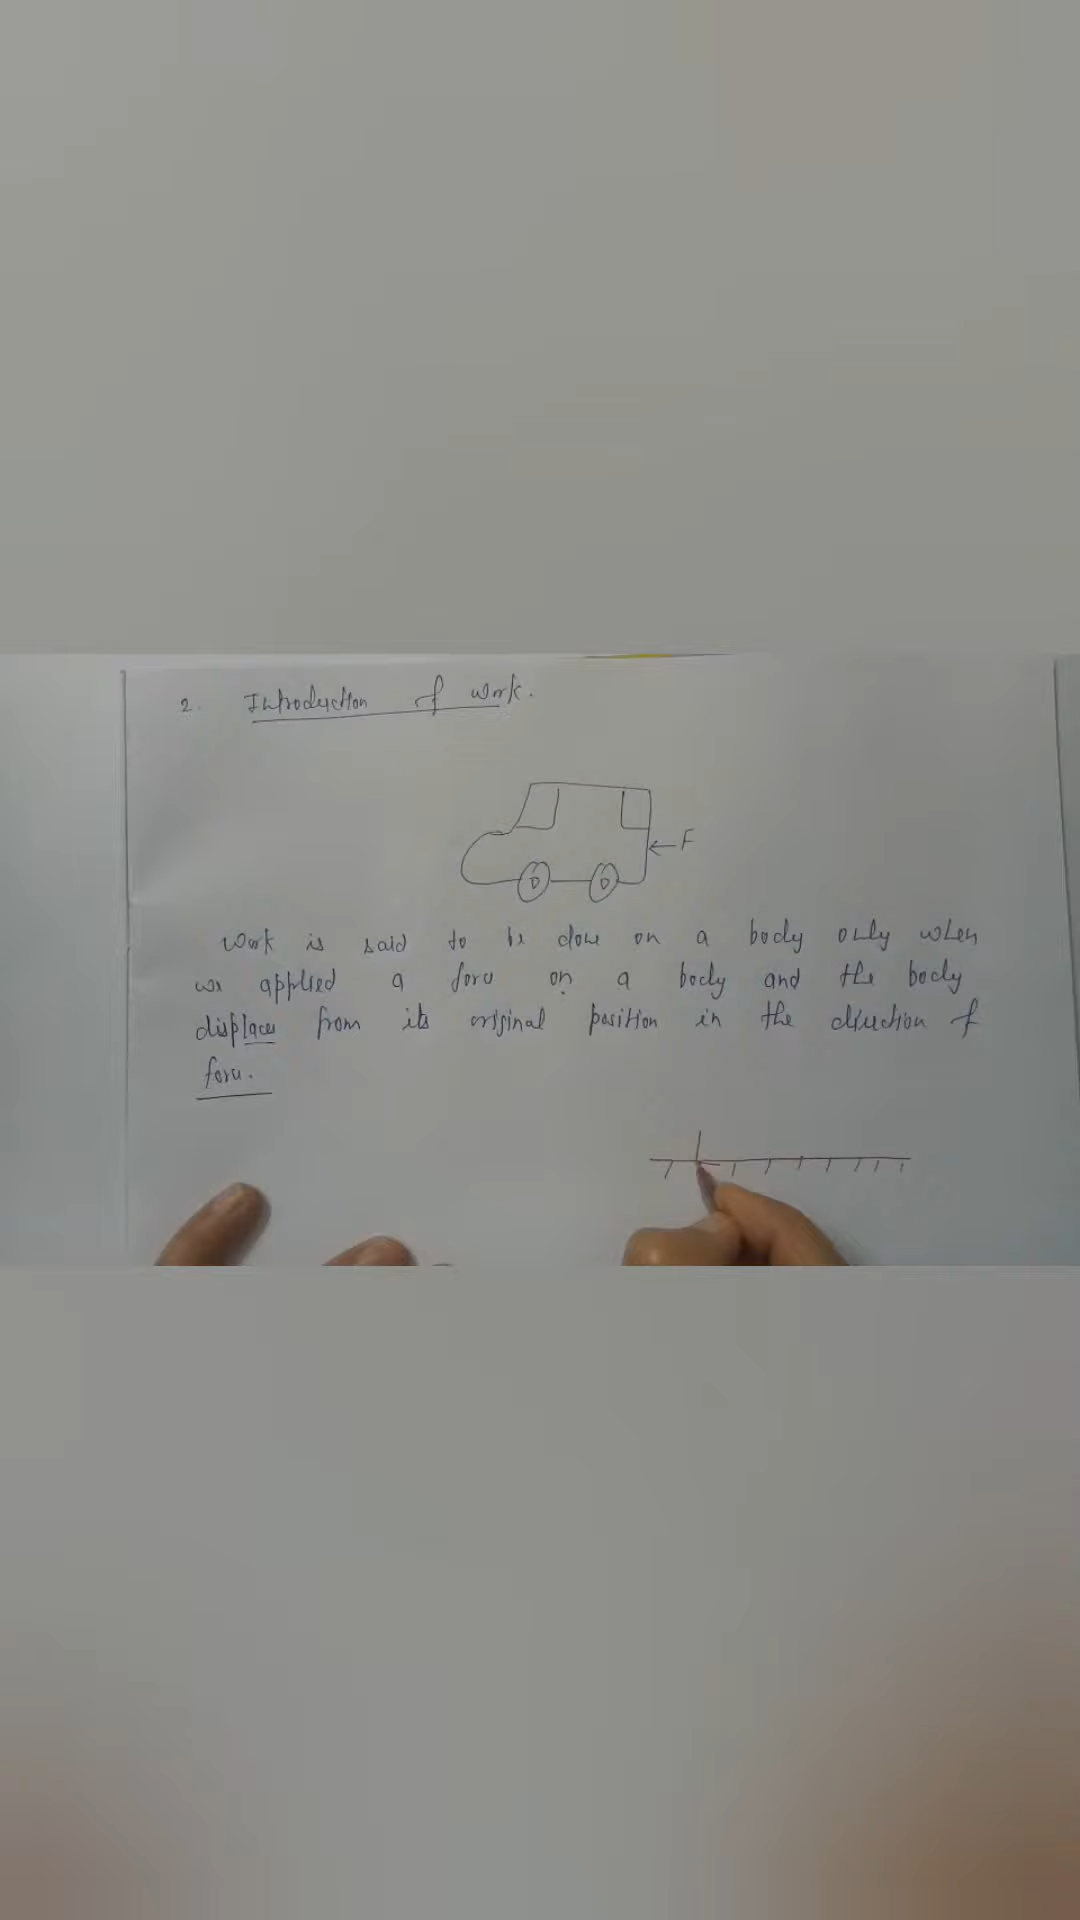 2. Introduction of work.
F
Work is said to be done on a body only when
we applied a force on a body and the body
displaces from its original position in the direction of
force.